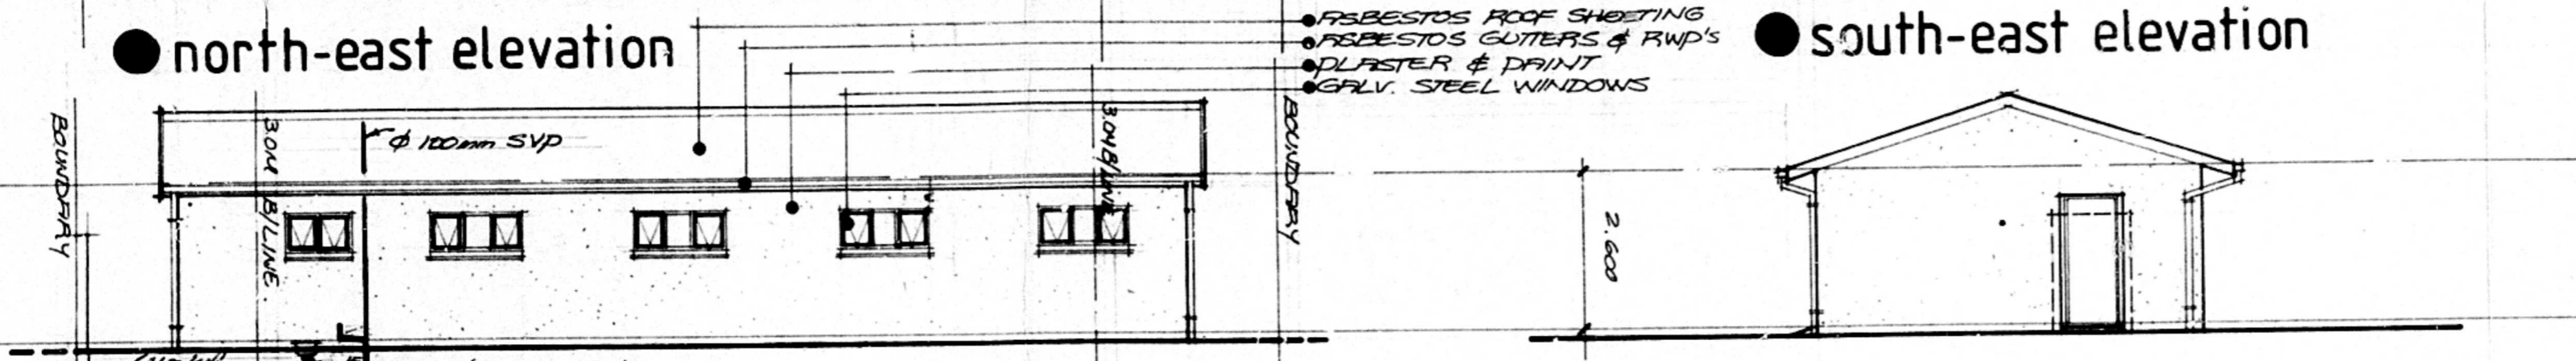 north-east elevation
ASBESTOS ROOF SHEETING
ASBESTOS GUTTERS & RWP's
PLASTER & PAINT
GALV. STEEL WINDOWS
south-east elevation
BOUNDARY
3.0M B/LINE.
φ 100mm SVP
3.0M B/LINE
BOUNDARY
2.600